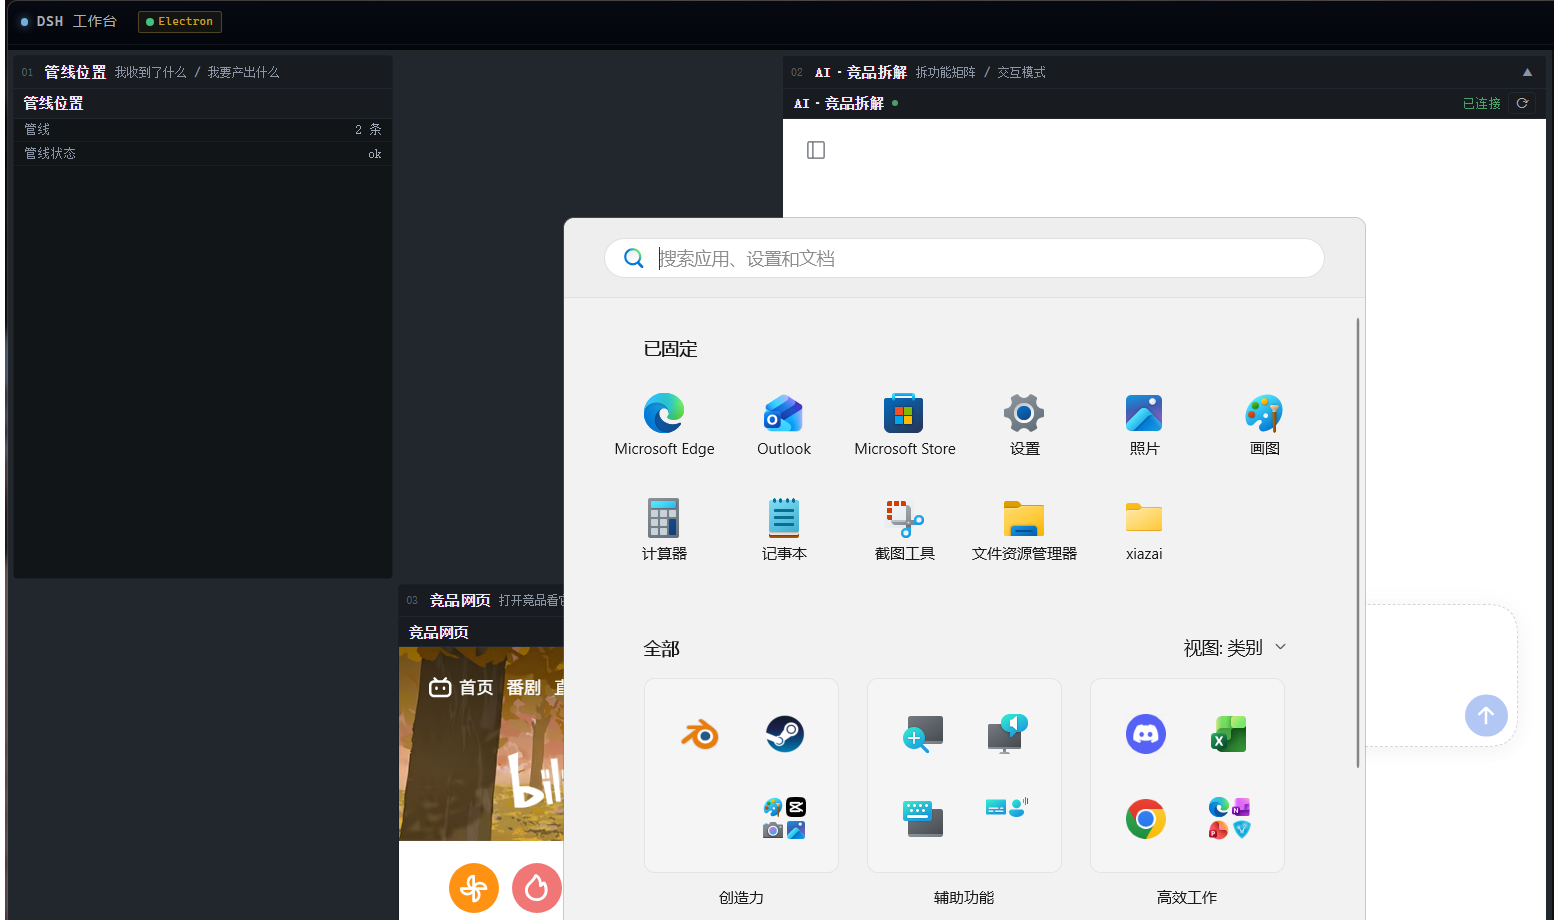 DSH 工作台
Electron
01 管线位置 我收到了什么 / 我要产出什么
管线位置
管线 2 条
管线状态 ok
02 AI · 竞品拆解 拆功能矩阵 / 交互模式
AI · 竞品拆解
已连接
搜索应用、设置和文档
已固定
Microsoft Edge
Outlook
Microsoft Store
设置
照片
画图
计算器
记事本
截图工具
文件资源管理器
xiazai
全部
视图: 类别
创造力
辅助功能
高效工作
03 竞品网页 打开竞品看
竞品网页
首页 番剧
bili